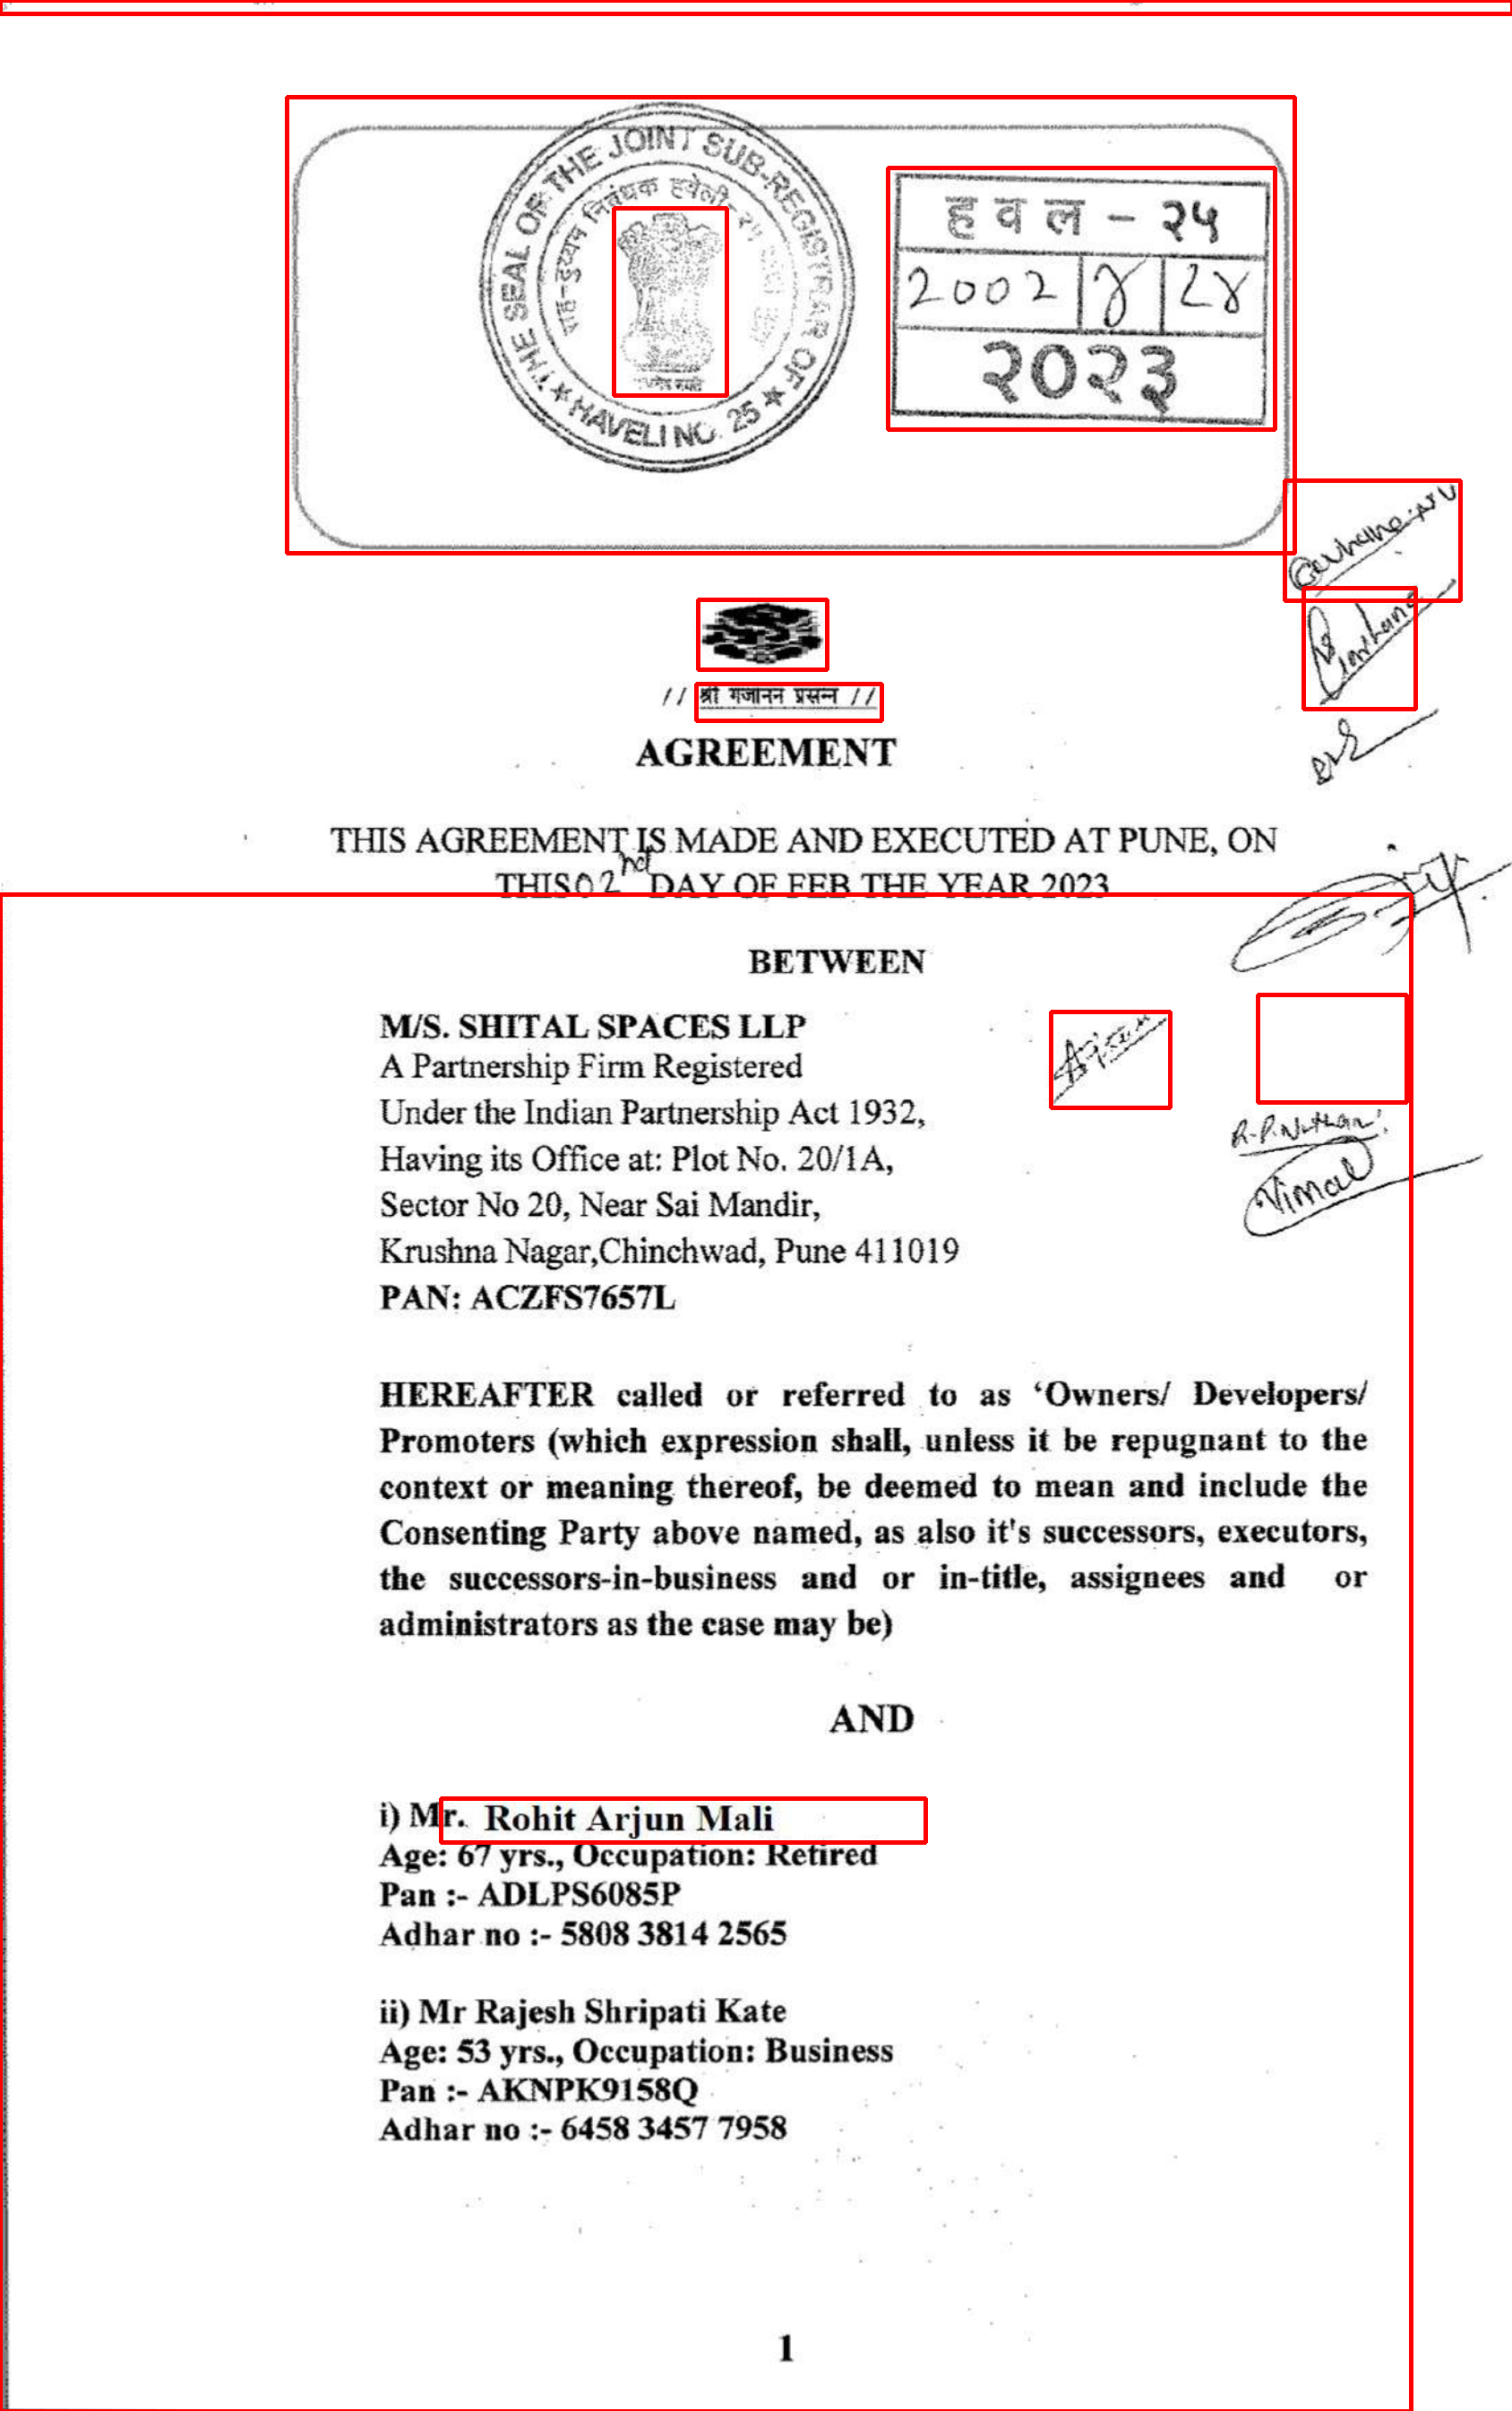 THE SEAL OF THE JOINT SUB-REGISTRAR OF
★ HAVELI NO. 25 ★
सह-दुय्यम निबंधक हवेली-२५
ह व ल - २५
2002 | ४ | ८४
२०२३
// श्री गजानन प्रसन्न //
AGREEMENT
THIS AGREEMENT IS MADE AND EXECUTED AT PUNE, ON
THIS 02nd DAY OF FEB THE YEAR 2023
BETWEEN
M/S. SHITAL SPACES LLP
A Partnership Firm Registered
Under the Indian Partnership Act 1932,
Having its Office at: Plot No. 20/1A,
Sector No 20, Near Sai Mandir,
Krushna Nagar,Chinchwad, Pune 411019
PAN: ACZFS7657L
Vimal
HEREAFTER called or referred to as ‘Owners/ Developers/
Promoters (which expression shall, unless it be repugnant to the
context or meaning thereof, be deemed to mean and include the
Consenting Party above named, as also it's successors, executors,
the successors-in-business and or in-title, assignees and or
administrators as the case may be)
AND
i) Mr. Rohit Arjun Mali
Age: 67 yrs., Occupation: Retired
Pan :- ADLPS6085P
Adhar no :- 5808 3814 2565
ii) Mr Rajesh Shripati Kate
Age: 53 yrs., Occupation: Business
Pan :- AKNPK9158Q
Adhar no :- 6458 3457 7958
1